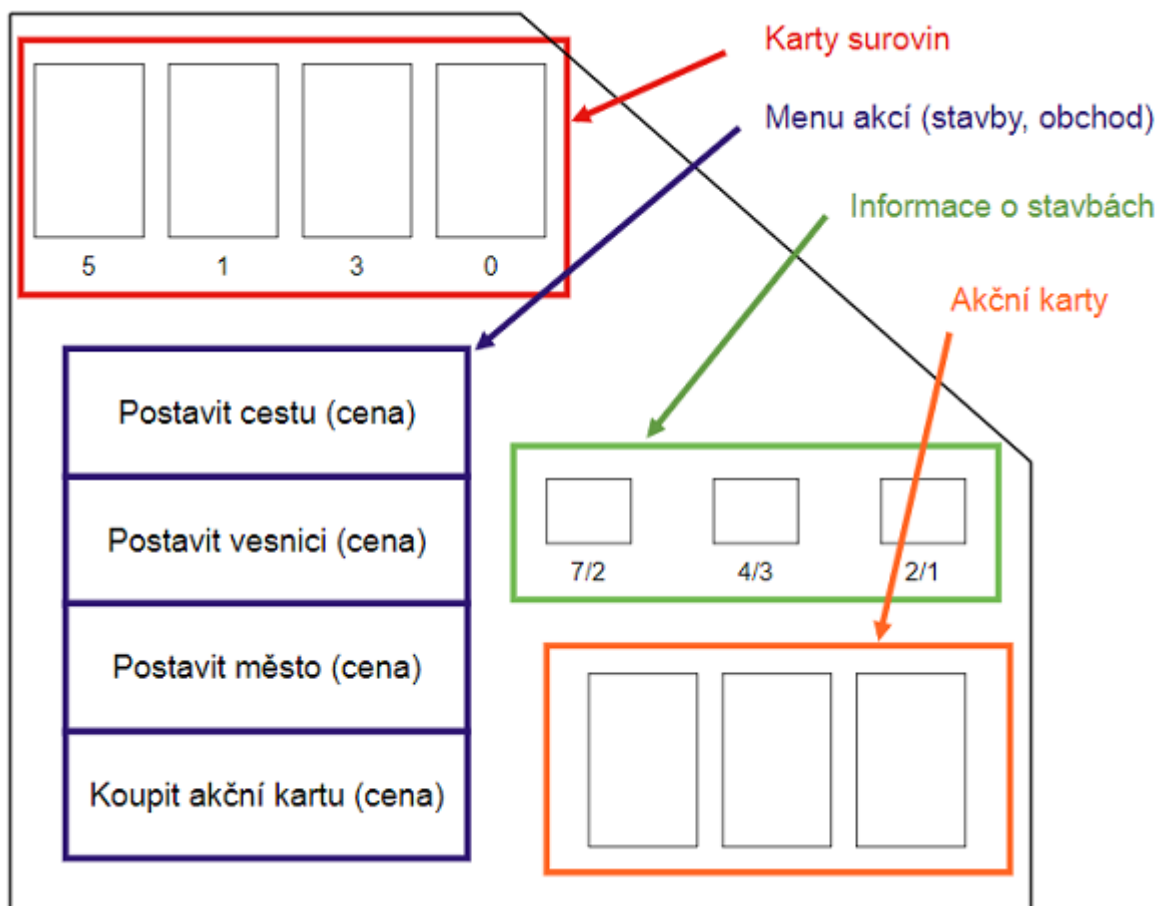 Karty surovin
Menu akcí (stavby, obchod)
Informace o stavbách
Akční karty
5 1 3 0
Postavit cestu (cena)
Postavit vesnici (cena)
Postavit město (cena)
Koupit akční kartu (cena)
7/2 4/3 2/1